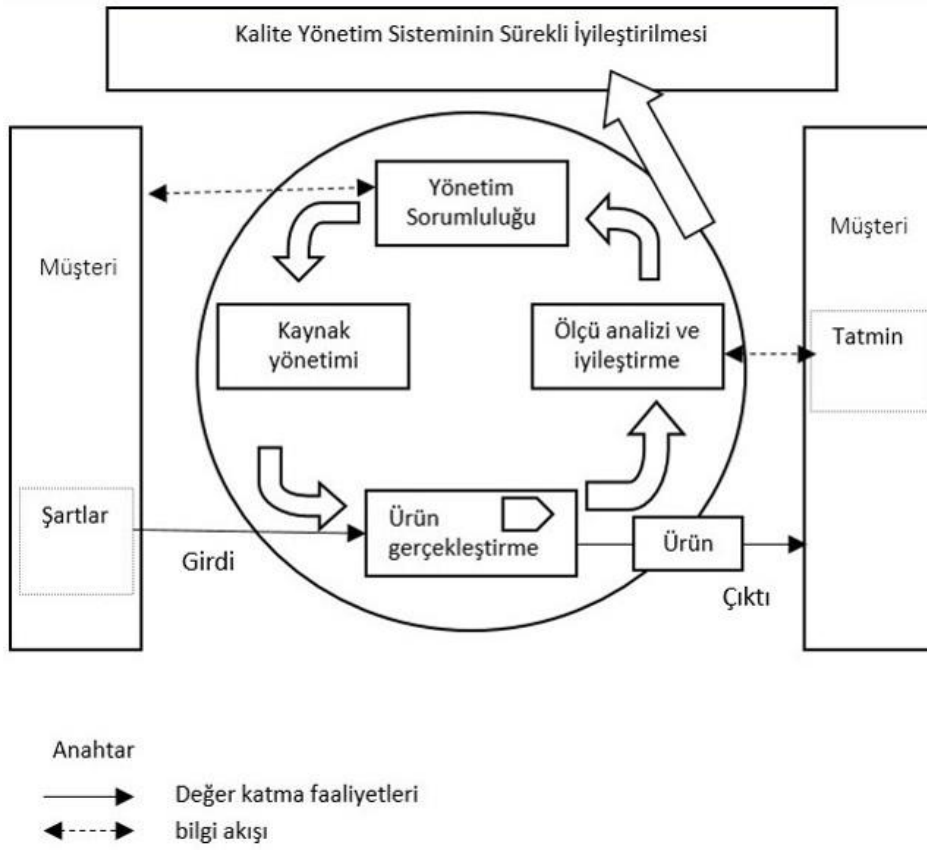 Kalite Yönetim Sisteminin Sürekli İyileştirilmesi
Yönetim
Sorumluluğu
Müşteri
Müşteri
Kaynak
yönetimi
Ölçü analizi ve
iyileştirme
Tatmin
Şartlar
Girdi
Ürün
gerçekleştirme
Ürün
Çıktı
Anahtar
Değer katma faaliyetleri
bilgi akışı